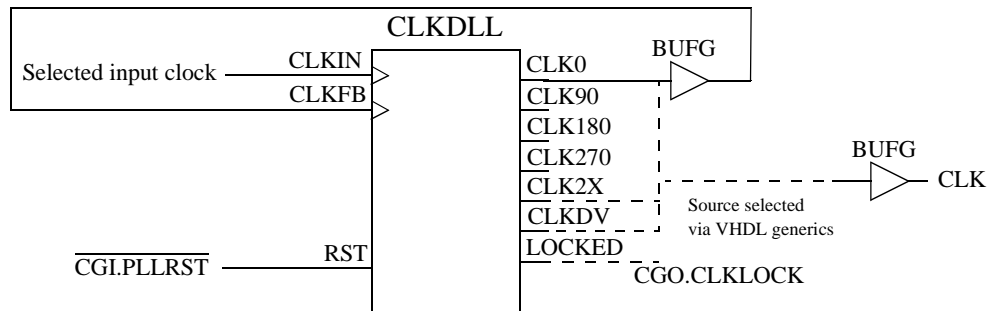 CLKDLL
BUFG
CLKIN
CLK0
Selected input clock
CLKFB
CLK90
CLK180
BUFG
CLK270
CLK2X
CLK
Source selected
via VHDL generics
CLKDV
LOCKED
RST
CGI.PLLRST
CGO.CLKLOCK